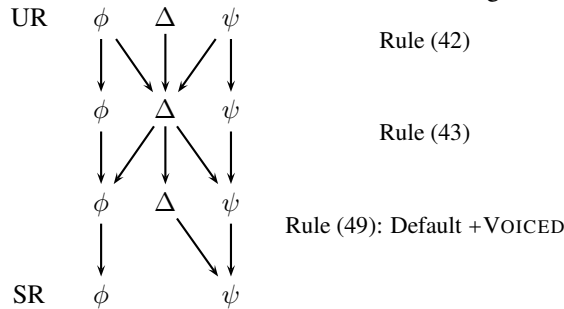 UR ϕ Δ ψ
Rule (42)
ϕ Δ ψ
Rule (43)
ϕ Δ ψ
Rule (49): Default +VOICED
SR ϕ ψ